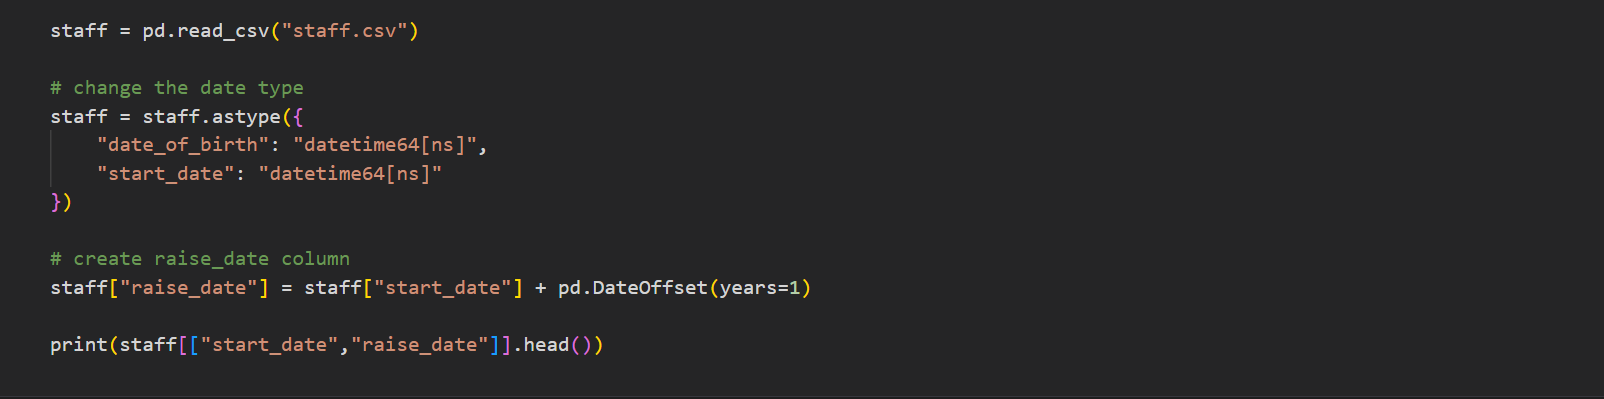 staff = pd.read_csv("staff.csv")
# change the date type
staff = staff.astype({
    "date_of_birth": "datetime64[ns]",
    "start_date": "datetime64[ns]"
})
# create raise_date column
staff["raise_date"] = staff["start_date"] + pd.DateOffset(years=1)
print(staff[["start_date","raise_date"]].head())